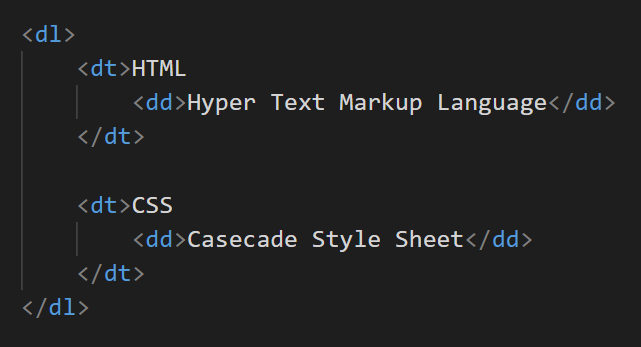 <dl>
<dt>HTML
<dd>Hyper Text Markup Language</dd>
</dt>
<dt>CSS
<dd>Casecade Style Sheet</dd>
</dt>
</dl>